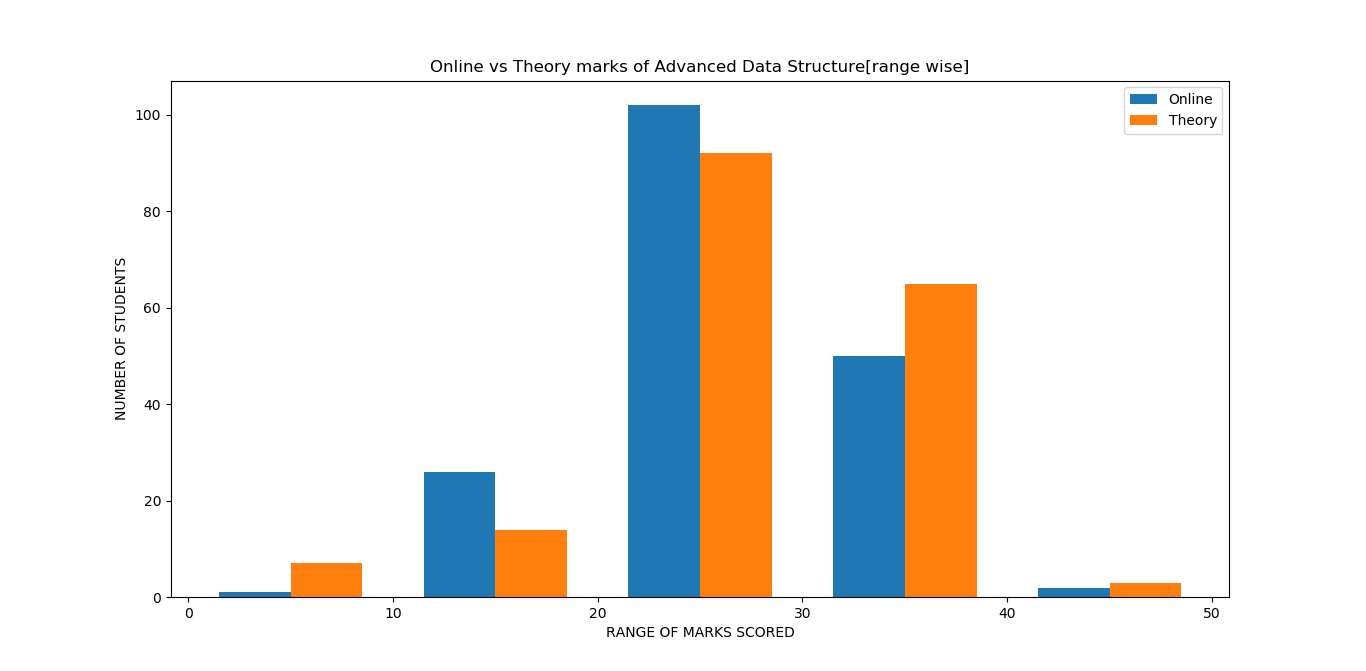 Online vs Theory marks of Advanced Data Structure[range wise]
Online
Theory
NUMBER OF STUDENTS
100
80
60
40
20
0
0 10 20 30 40 50
RANGE OF MARKS SCORED